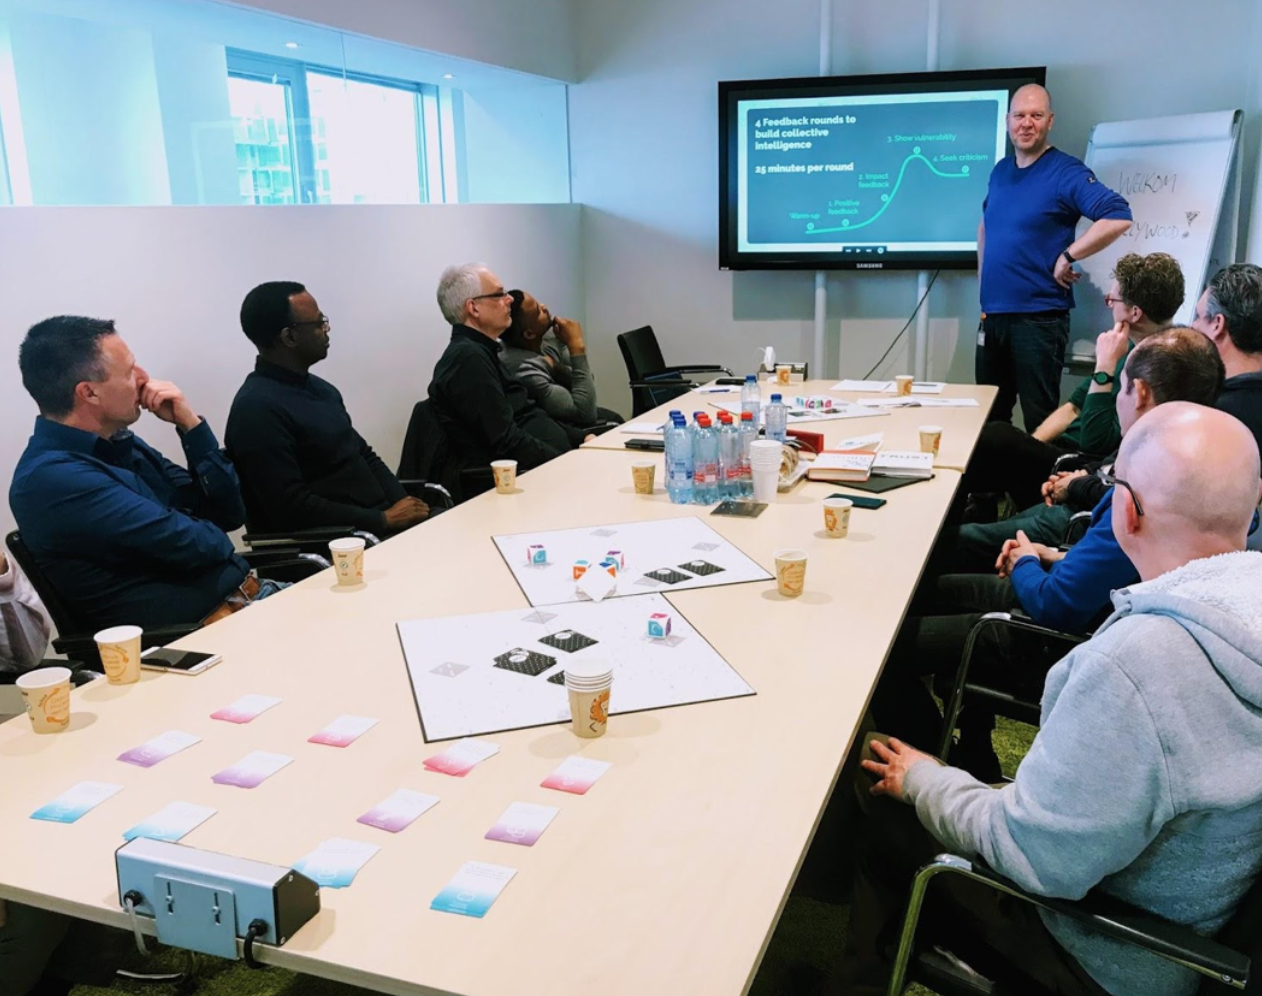 4 Feedback rounds to
build collective
intelligence
25 minutes per round
Warm-up
1. Positive
feedback
2. Impact
feedback
3. Show vulnerability
4. Seek criticism
SAMSUNG
WELKOM